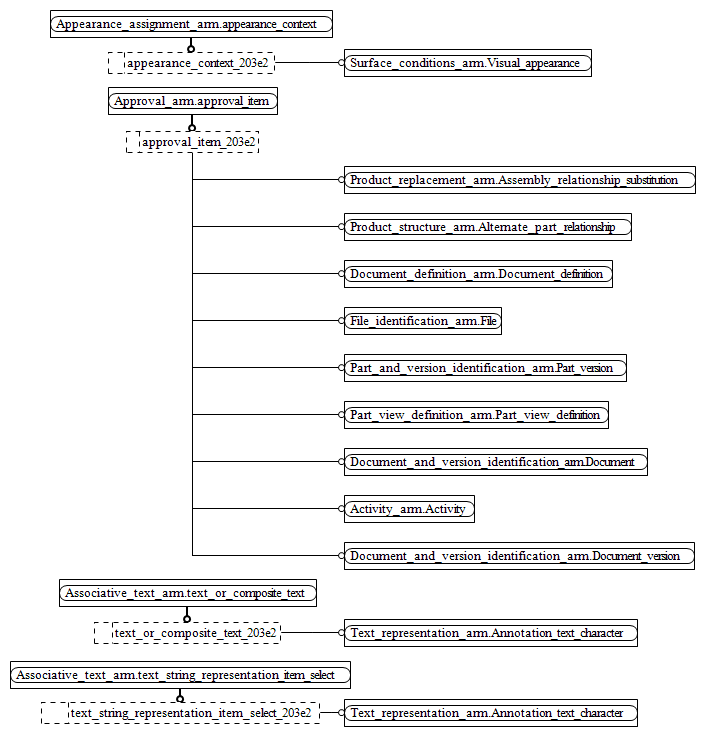 Appearance_assignment_arm.appearance_context
appearance_context_203e2
Surface_conditions_arm.Visual_appearance
Approval_arm.approval_item
approval_item_203e2
Product_replacement_arm.Assembly_relationship_substitution
Product_structure_arm.Alternate_part_relationship
Document_definition_arm.Document_definition
File_identification_arm.File
Part_and_version_identification_arm.Part_version
Part_view_definition_arm.Part_view_definition
Document_and_version_identification_arm.Document
Activity_arm.Activity
Document_and_version_identification_arm.Document_version
Associative_text_arm.text_or_composite_text
text_or_composite_text_203e2
Text_representation_arm.Annotation_text_character
Associative_text_arm.text_string_representation_item_select
text_string_representation_item_select_203e2
Text_representation_arm.Annotation_text_character